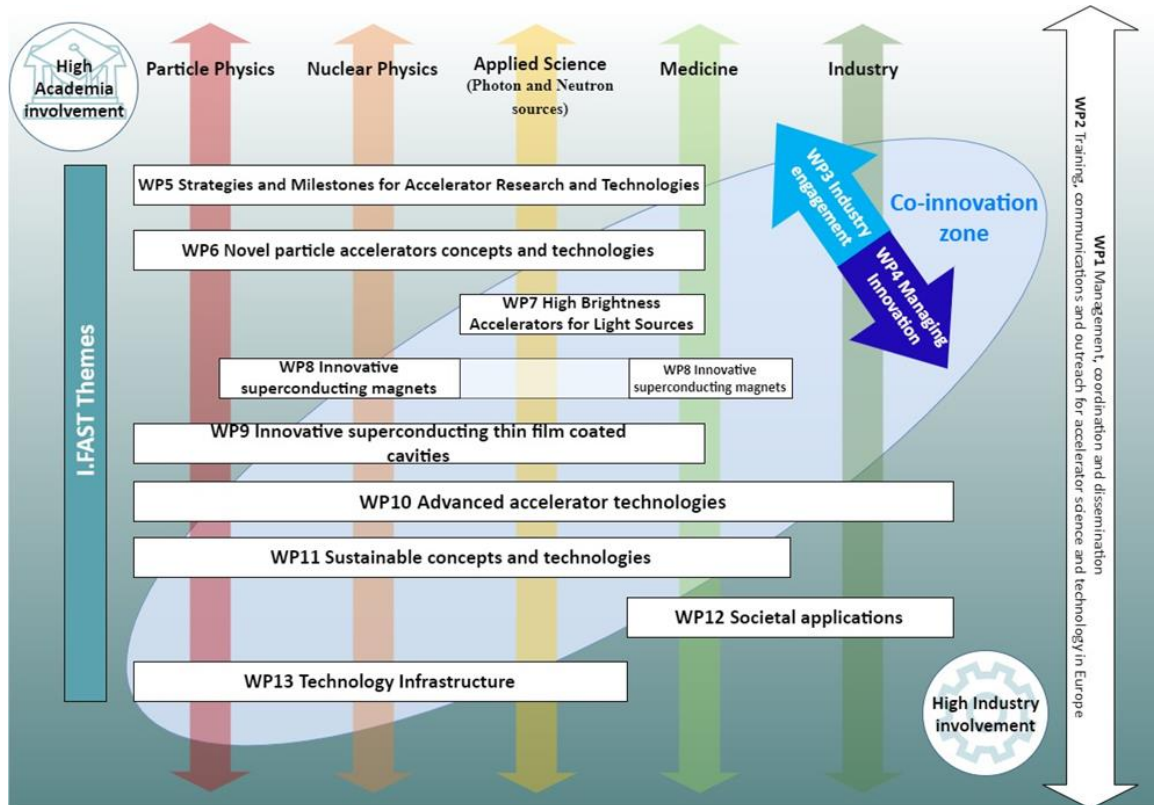 High
Academia
involvement
Particle Physics
Nuclear Physics
Applied Science
(Photon and Neutron
sources)
Medicine
Industry
I.FAST Themes
WP5 Strategies and Milestones for Accelerator Research and Technologies
WP6 Novel particle accelerators concepts and technologies
WP7 High Brightness
Accelerators for Light Sources
WP8 Innovative
superconducting magnets
WP8 Innovative
superconducting magnets
WP9 Innovative superconducting thin film coated
cavities
WP10 Advanced accelerator technologies
WP11 Sustainable concepts and technologies
WP12 Societal applications
WP13 Technology Infrastructure
WP3 Industry
engagement
WP4 Managing
Innovation
Co-innovation
zone
High Industry
involvement
WP1 Management, coordination and dissemination
WP2 Training, communications and outreach for accelerator science and technology in Europe